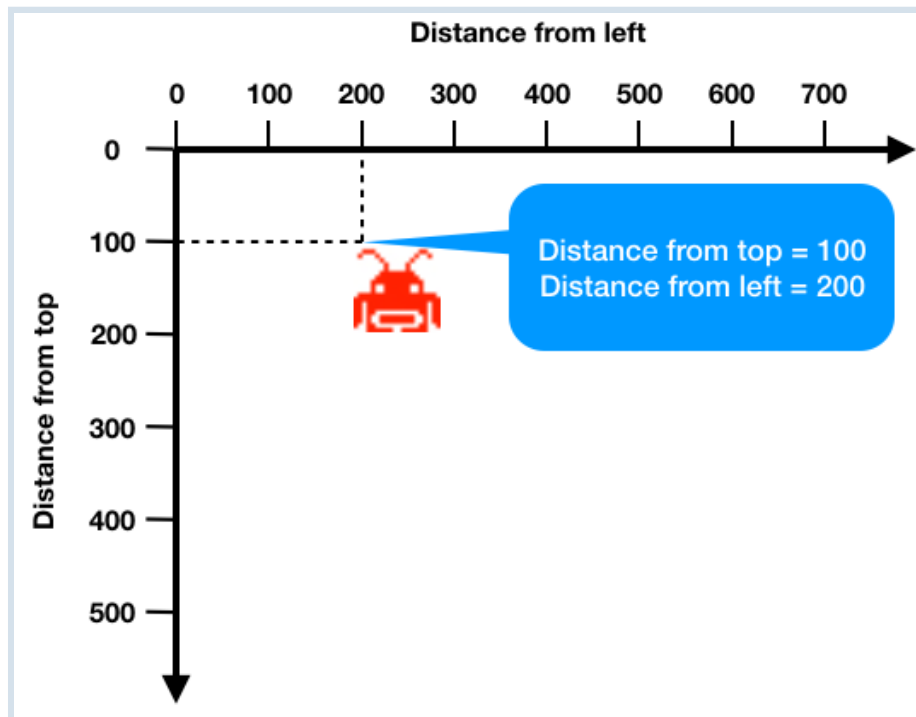 Distance from left
0 100 200 300 400 500 600 700
0
100
Distance from top = 100
Distance from left = 200
200
Distance from top
300
400
500